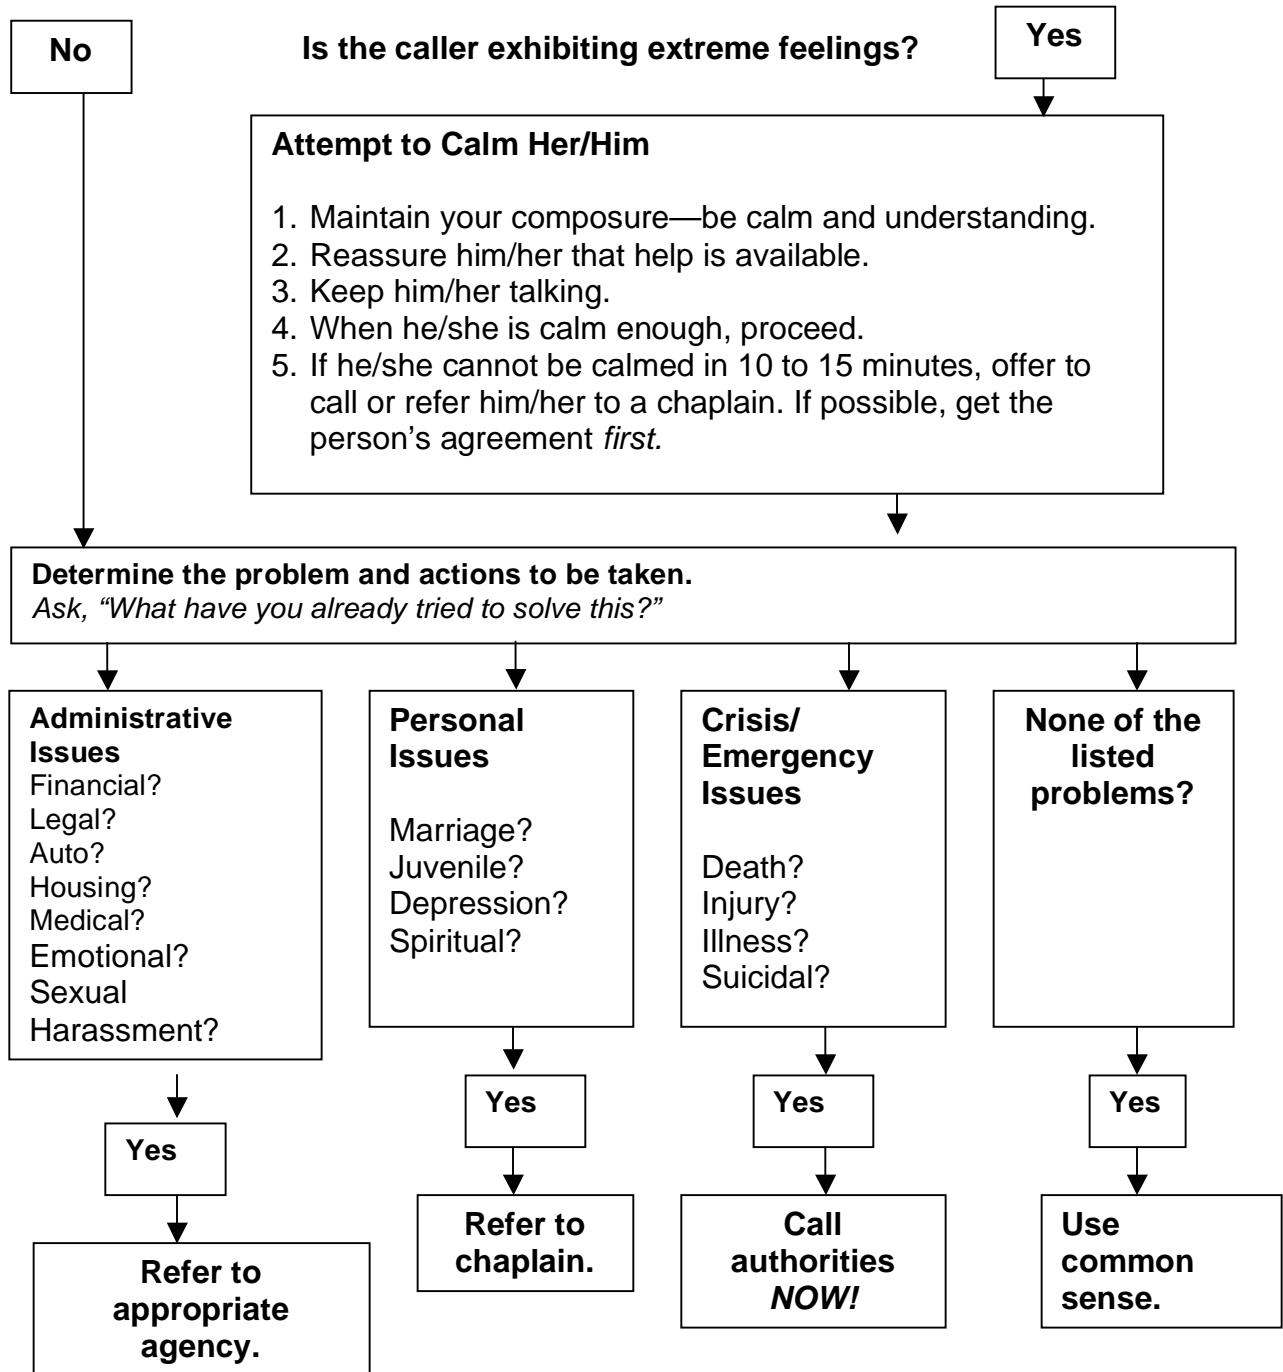 No
Is the caller exhibiting extreme feelings?
Yes
Attempt to Calm Her/Him
1. Maintain your composure—be calm and understanding.
2. Reassure him/her that help is available.
3. Keep him/her talking.
4. When he/she is calm enough, proceed.
5. If he/she cannot be calmed in 10 to 15 minutes, offer to
call or refer him/her to a chaplain. If possible, get the
person’s agreement first.
Determine the problem and actions to be taken.
Ask, “What have you already tried to solve this?”
Administrative
Issues
Financial?
Legal?
Auto?
Housing?
Medical?
Emotional?
Sexual
Harassment?
Yes
Refer to
appropriate
agency.
Personal
Issues
Marriage?
Juvenile?
Depression?
Spiritual?
Yes
Refer to
chaplain.
Crisis/
Emergency
Issues
Death?
Injury?
Illness?
Suicidal?
Yes
Call
authorities
NOW!
None of the
listed
problems?
Yes
Use
common
sense.